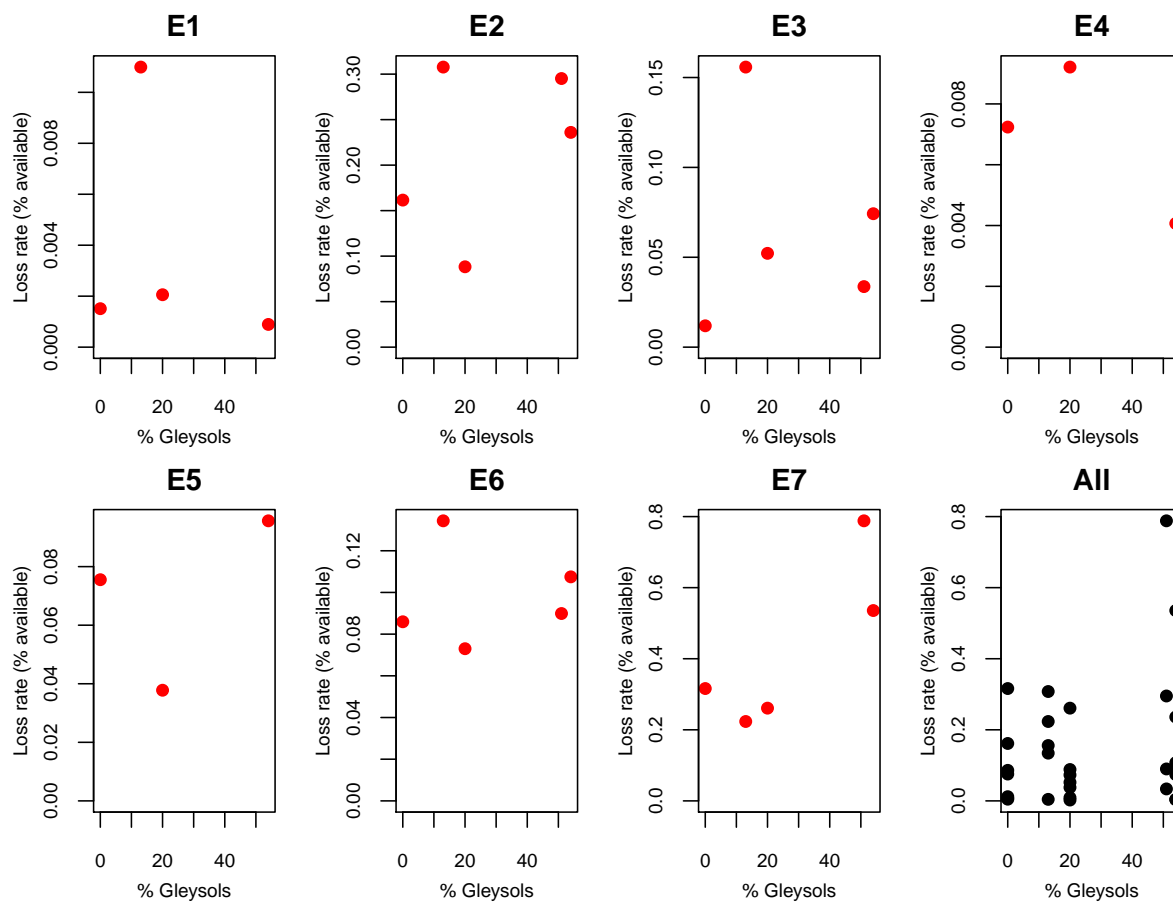 E1
E2
E3
E4
Loss rate (% available)
0.000
0.004
0.008
Loss rate (% available)
0.00
0.10
0.20
0.30
Loss rate (% available)
0.00
0.05
0.10
0.15
Loss rate (% available)
0.000
0.004
0.008
0 20 40
0 20 40
0 20 40
0 20 40
% Gleysols
% Gleysols
% Gleysols
% Gleysols
E5
E6
E7
All
Loss rate (% available)
0.00
0.02
0.04
0.06
0.08
Loss rate (% available)
0.00
0.04
0.08
0.12
Loss rate (% available)
0.0
0.2
0.4
0.6
0.8
Loss rate (% available)
0.0
0.2
0.4
0.6
0.8
0 20 40
0 20 40
0 20 40
0 20 40
% Gleysols
% Gleysols
% Gleysols
% Gleysols